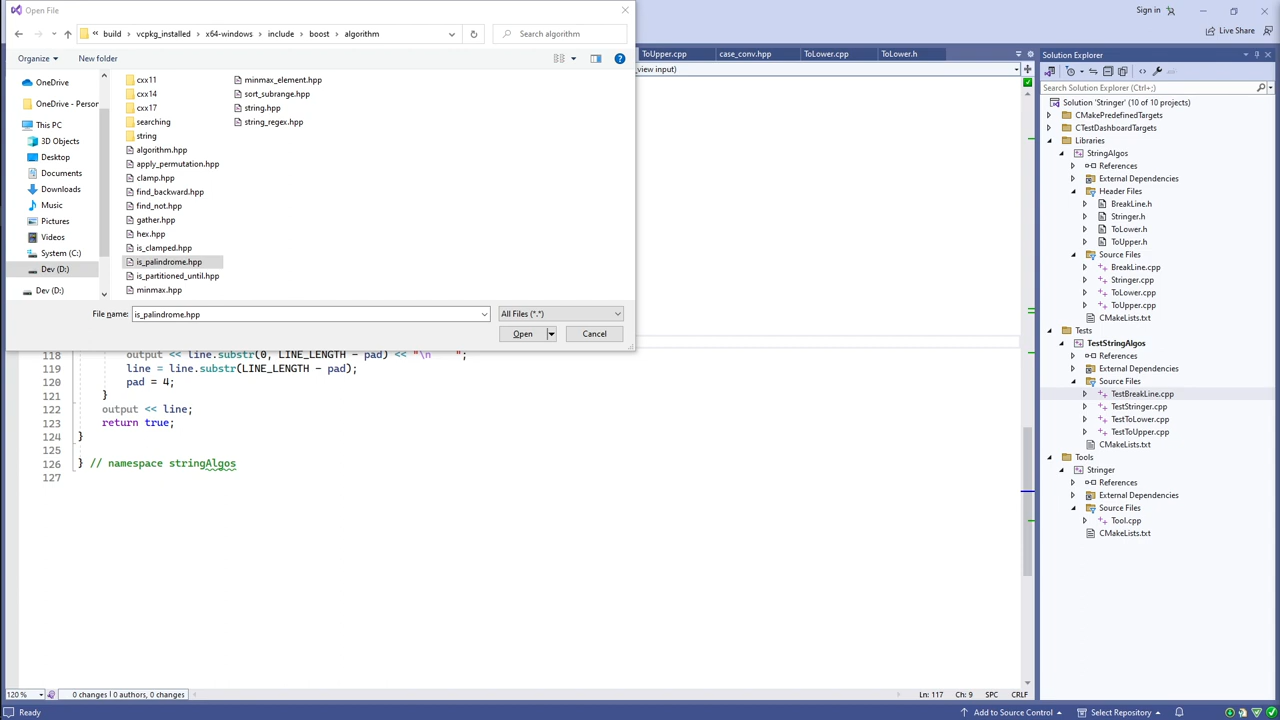 Open File
build > vcpkg_installed > x64-windows > include > boost > algorithm
Search algorithm
Organize
New folder
OneDrive
OneDrive - Person
This PC
3D Objects
Desktop
Documents
Downloads
Music
Pictures
Videos
System (C:)
Dev (D:)
Dev (D:)
cxx11
cxx14
cxx17
searching
string
algorithm.hpp
apply_permutation.hpp
clamp.hpp
find_backward.hpp
find_not.hpp
gather.hpp
hex.hpp
is_clamped.hpp
is_palindrome.hpp
is_partitioned_until.hpp
minmax.hpp
minmax_element.hpp
sort_subrange.hpp
string.hpp
string_regex.hpp
File name: is_palindrome.hpp
All Files (*.*)
Open
Cancel
Sign in
Live Share
ToUpper.cpp
case_conv.hpp
ToLower.cpp
ToLower.h
_view input)
118 output << line.substr(0, LINE_LENGTH - pad) << "\n    ";
119 line = line.substr(LINE_LENGTH - pad);
120 pad = 4;
121 }
122 output << line;
123 return true;
124 }
125
126 } // namespace stringAlgos
127
120 %
0 changes | 0 authors, 0 changes
Ln: 117 Ch: 9 SPC CRLF
Solution Explorer
Search Solution Explorer (Ctrl+;)
Solution 'Stringer' (10 of 10 projects)
CMakePredefinedTargets
CTestDashboardTargets
Libraries
StringAlgos
References
External Dependencies
Header Files
BreakLine.h
Stringer.h
ToLower.h
ToUpper.h
Source Files
BreakLine.cpp
Stringer.cpp
ToLower.cpp
ToUpper.cpp
CMakeLists.txt
Tests
TestStringAlgos
References
External Dependencies
Source Files
TestBreakLine.cpp
TestStringer.cpp
TestToLower.cpp
TestToUpper.cpp
CMakeLists.txt
Tools
Stringer
References
External Dependencies
Source Files
Tool.cpp
CMakeLists.txt
Ready
Add to Source Control
Select Repository